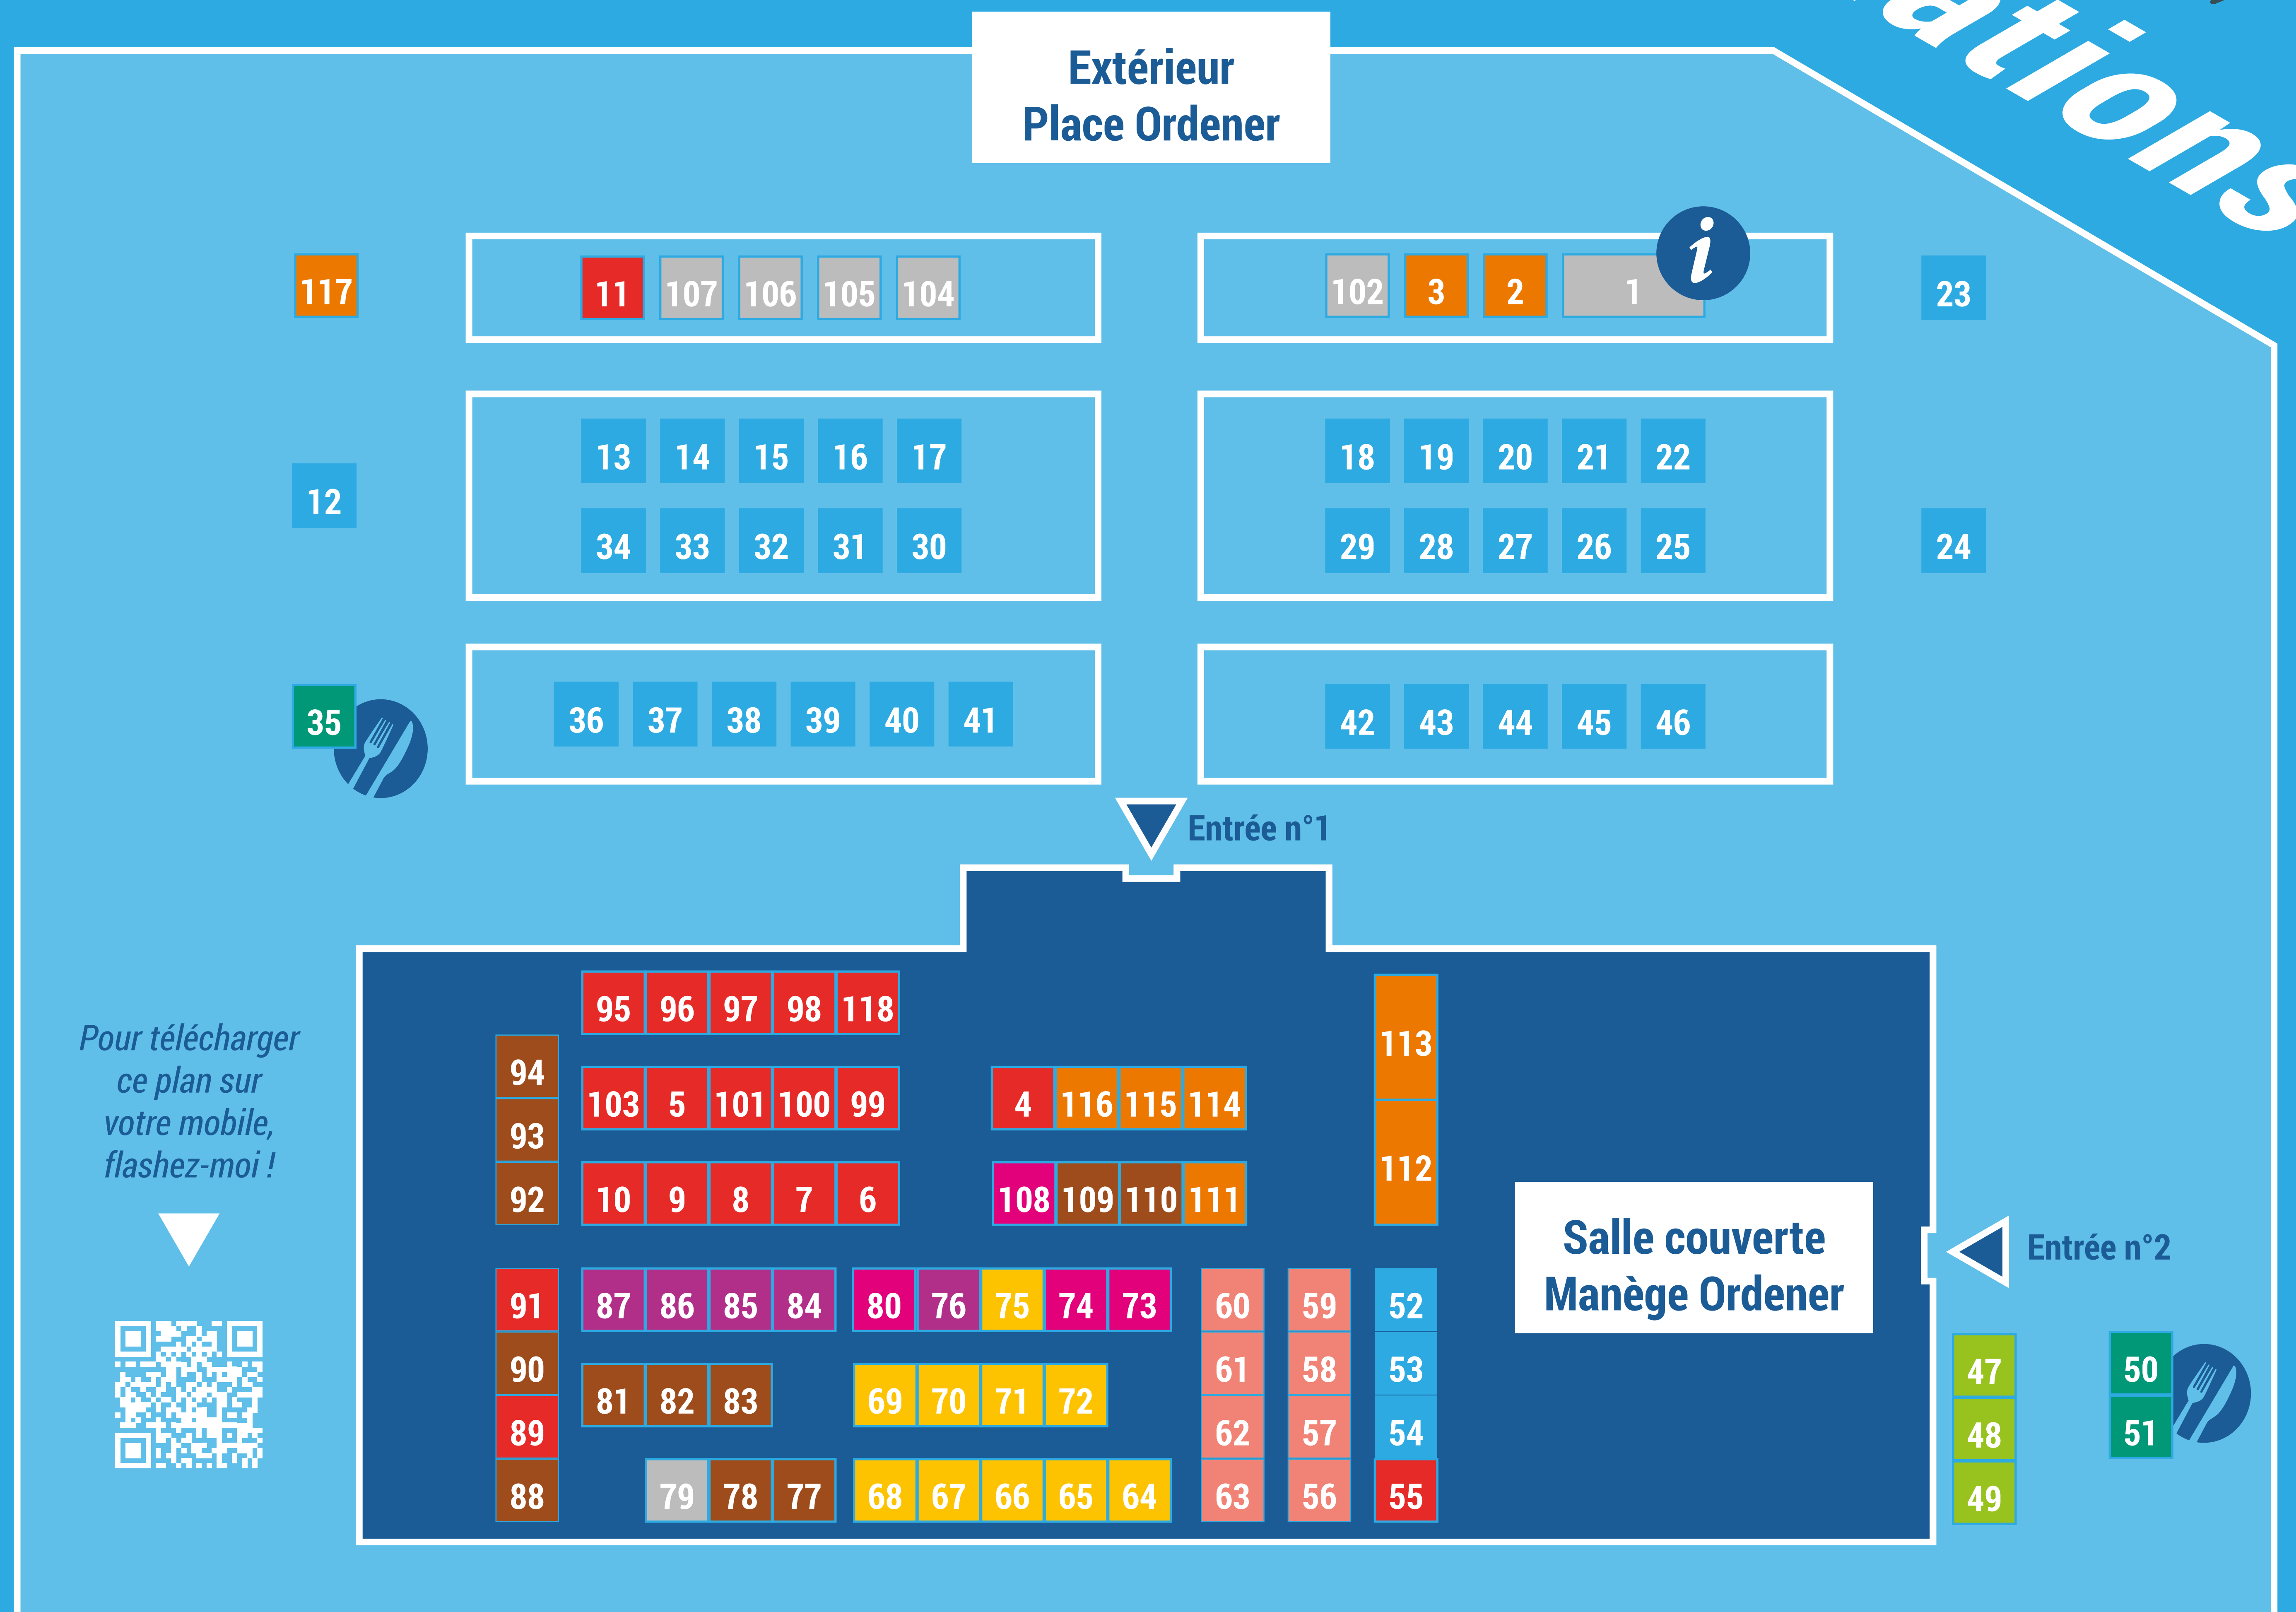 ations
Extérieur
Place Ordener
117
11 107 106 105 104
102 3 2 1 i
23
13 14 15 16 17
18 19 20 21 22
12
34 33 32 31 30
29 28 27 26 25
24
35
36 37 38 39 40 41
42 43 44 45 46
Entrée n°1
Pour télécharger
ce plan sur
votre mobile,
flashez-moi !
95 96 97 98 118
94
93
92
103 5 101 100 99
10 9 8 7 6
4 116 115 114
108 109 110 111
113
112
Salle couverte
Manège Ordener
Entrée n°2
91
90
89
88
87 86 85 84
81 82 83
79 78 77
80 76 75 74 73
69 70 71 72
68 67 66 65 64
60
61
62
63
59
58
57
56
52
53
54
55
47
48
49
50
51